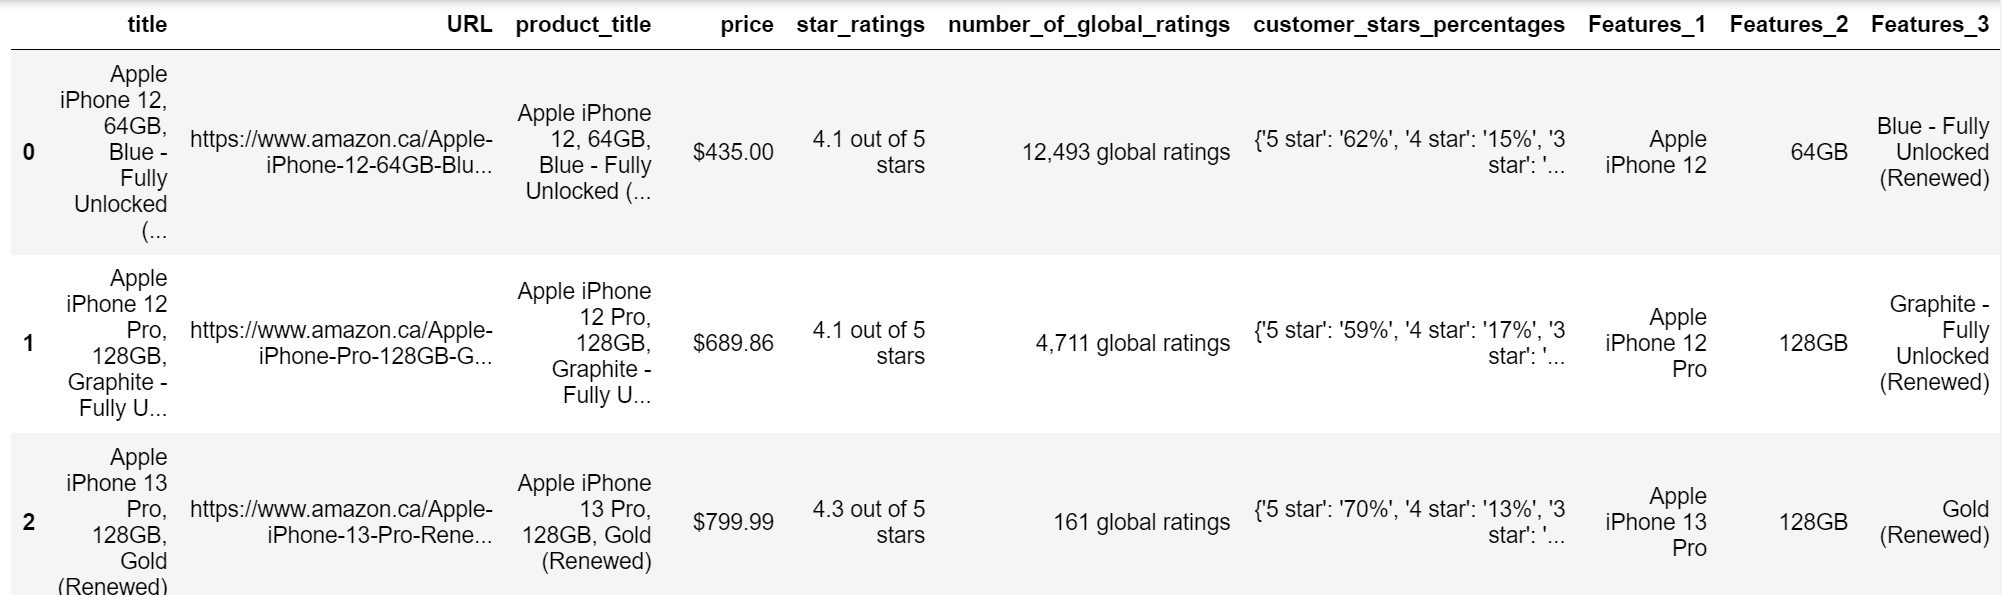 title URL product_title price star_ratings number_of_global_ratings customer_stars_percentages Features_1 Features_2 Features_3
0
Apple
iPhone 12,
64GB,
Blue -
Fully
Unlocked
(...
https://www.amazon.ca/Apple-
iPhone-12-64GB-Blu...
Apple iPhone
12, 64GB,
Blue - Fully
Unlocked (...
$435.00
4.1 out of 5
stars
12,493 global ratings
{'5 star': '62%', '4 star': '15%', '3
star': '...
Apple
iPhone 12
64GB
Blue - Fully
Unlocked
(Renewed)
1
Apple
iPhone 12
Pro,
128GB,
Graphite -
Fully U...
https://www.amazon.ca/Apple-
iPhone-Pro-128GB-G...
Apple iPhone
12 Pro,
128GB,
Graphite -
Fully U...
$689.86
4.1 out of 5
stars
4,711 global ratings
{'5 star': '59%', '4 star': '17%', '3
star': '...
Apple
iPhone 12
Pro
128GB
Graphite -
Fully
Unlocked
(Renewed)
2
Apple
iPhone 13
Pro,
128GB,
Gold
(Renewed)
https://www.amazon.ca/Apple-
iPhone-13-Pro-Rene...
Apple iPhone
13 Pro,
128GB, Gold
(Renewed)
$799.99
4.3 out of 5
stars
161 global ratings
{'5 star': '70%', '4 star': '13%', '3
star': '...
Apple
iPhone 13
Pro
128GB
Gold
(Renewed)